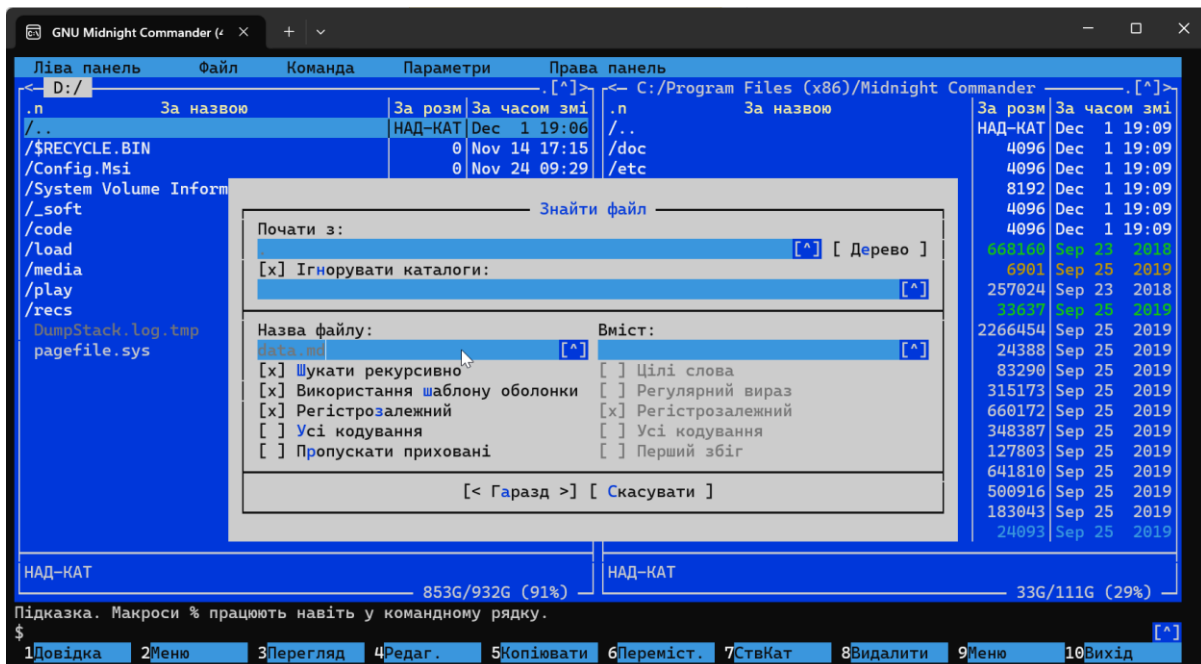 GNU Midnight Commander (4
Ліва панель Файл Команда Параметри Права панель
<— D:/ .[^]>
<— C:/Program Files (x86)/Midnight Commander .[^]>
.n За назвою За розм За часом змі .n За назвою За розм За часом змі
/.. НАД-КАТ Dec 1 19:06 /.. НАД-КАТ Dec 1 19:09
/$RECYCLE.BIN 0 Nov 14 17:15 /doc 4096 Dec 1 19:09
/Config.Msi 0 Nov 24 09:29 /etc 4096 Dec 1 19:09
/System Volume Inform 8192 Dec 1 19:09
/_soft Знайти файл 4096 Dec 1 19:09
/code Почати з: 4096 Dec 1 19:09
/load [^] [ Дерево ] 668160 Sep 23 2018
/media [x] Ігнорувати каталоги: 6901 Sep 25 2019
/play [^] 257024 Sep 23 2018
/recs 33637 Sep 25 2019
DumpStack.log.tmp Назва файлу: Вміст: 2266454 Sep 25 2019
pagefile.sys data.md [^] [^] 24388 Sep 25 2019
[x] Шукати рекурсивно [ ] Цілі слова 83290 Sep 25 2019
[x] Використання шаблону оболонки [ ] Регулярний вираз 315173 Sep 25 2019
[x] Регістрозалежний [x] Регістрозалежний 660172 Sep 25 2019
[ ] Усі кодування [ ] Усі кодування 348387 Sep 25 2019
[ ] Пропускати приховані [ ] Перший збіг 127803 Sep 25 2019
641810 Sep 25 2019
[< Гаразд >] [ Скасувати ] 500916 Sep 25 2019
183043 Sep 25 2019
24093 Sep 25 2019
НАД-КАТ НАД-КАТ
853G/932G (91%) 33G/111G (29%)
Підказка. Макроси % працюють навіть у командному рядку.
$ [^]
1Довідка 2Меню 3Перегляд 4Редаг. 5Копіювати 6Переміст. 7СтвКат 8Видалити 9Меню 10Вихід